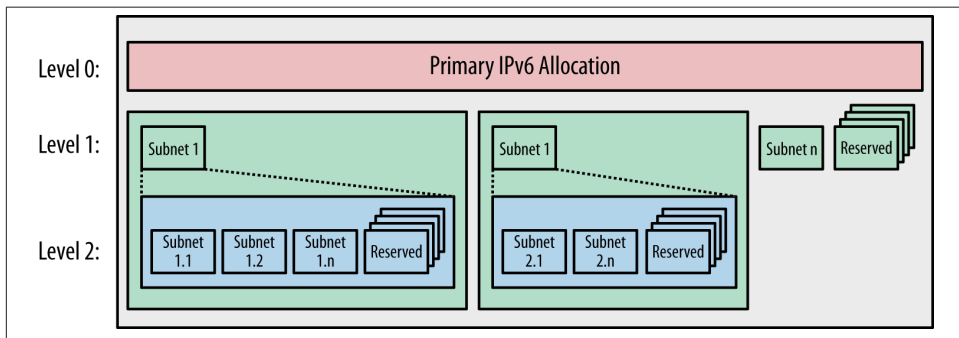 Level 0:
Primary IPv6 Allocation
Level 1:
Subnet 1
Subnet 1
Subnet n
Reserved
Level 2:
Subnet
1.1
Subnet
1.2
Subnet
1.n
Reserved
Subnet
2.1
Subnet
2.n
Reserved